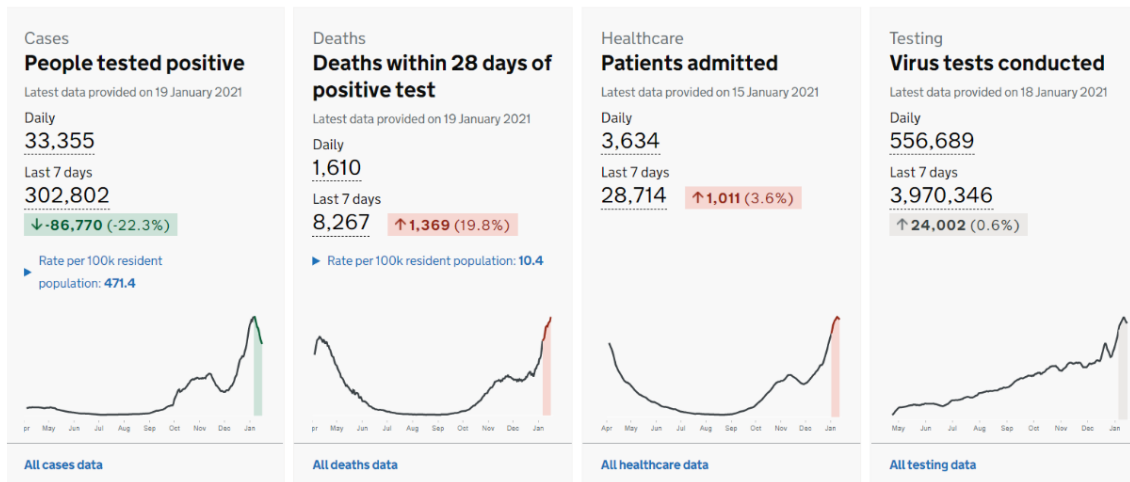 Cases
People tested positive
Latest data provided on 19 January 2021
Daily
33,355
Last 7 days
302,802
↓-86,770 (-22.3%)
▶ Rate per 100k resident
population: 471.4
pr May Jun Jul Aug Sep Oct Nov Dec Jan
All cases data
Deaths
Deaths within 28 days of
positive test
Latest data provided on 19 January 2021
Daily
1,610
Last 7 days
8,267 ↑1,369 (19.8%)
▶ Rate per 100k resident population: 10.4
pr May Jun Jul Aug Sep Oct Nov Dec Jan
All deaths data
Healthcare
Patients admitted
Latest data provided on 15 January 2021
Daily
3,634
Last 7 days
28,714 ↑1,011 (3.6%)
Apr May Jun Jul Aug Sep Oct Nov Dec Jan
All healthcare data
Testing
Virus tests conducted
Latest data provided on 18 January 2021
Daily
556,689
Last 7 days
3,970,346
↑24,002 (0.6%)
May Jun Jul Aug Sep Oct Nov Dec Jan
All testing data